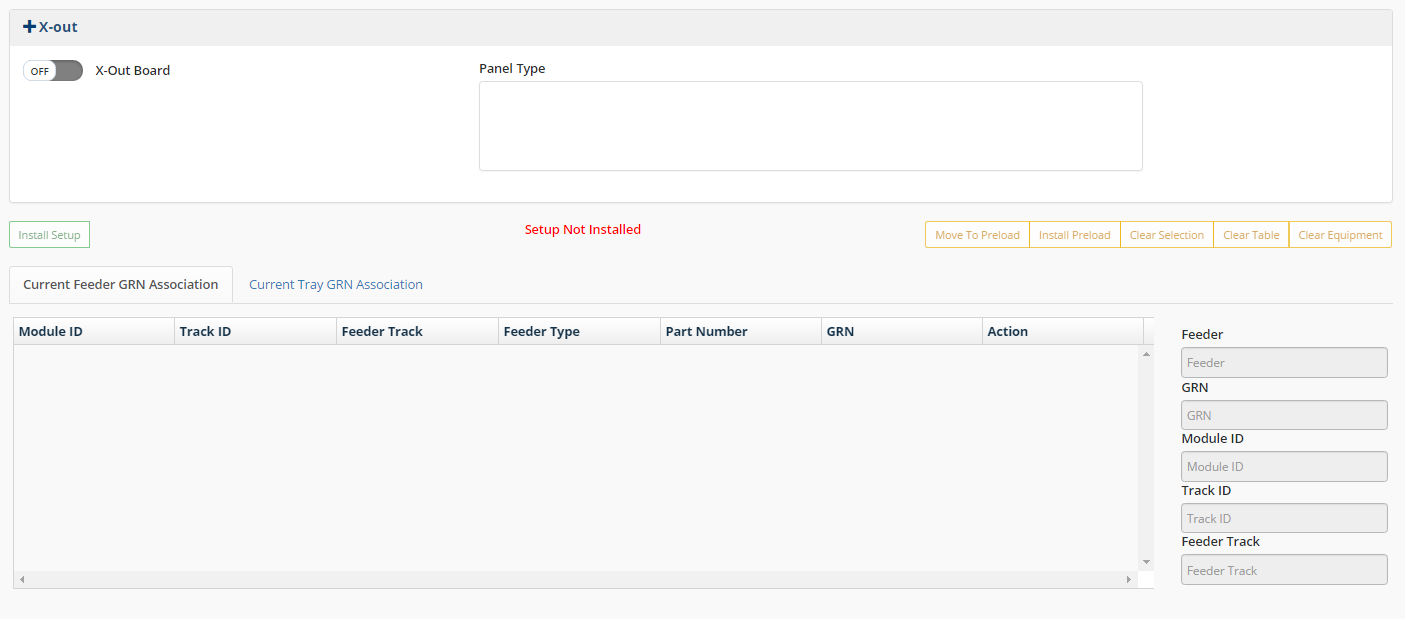 X-out
OFF X-Out Board
Panel Type
Install Setup Setup Not Installed Move To Preload Install Preload Clear Selection Clear Table Clear Equipment
Current Feeder GRN Association Current Tray GRN Association
Module ID Track ID Feeder Track Feeder Type Part Number GRN Action
Feeder
Feeder
GRN
GRN
Module ID
Module ID
Track ID
Track ID
Feeder Track
Feeder Track